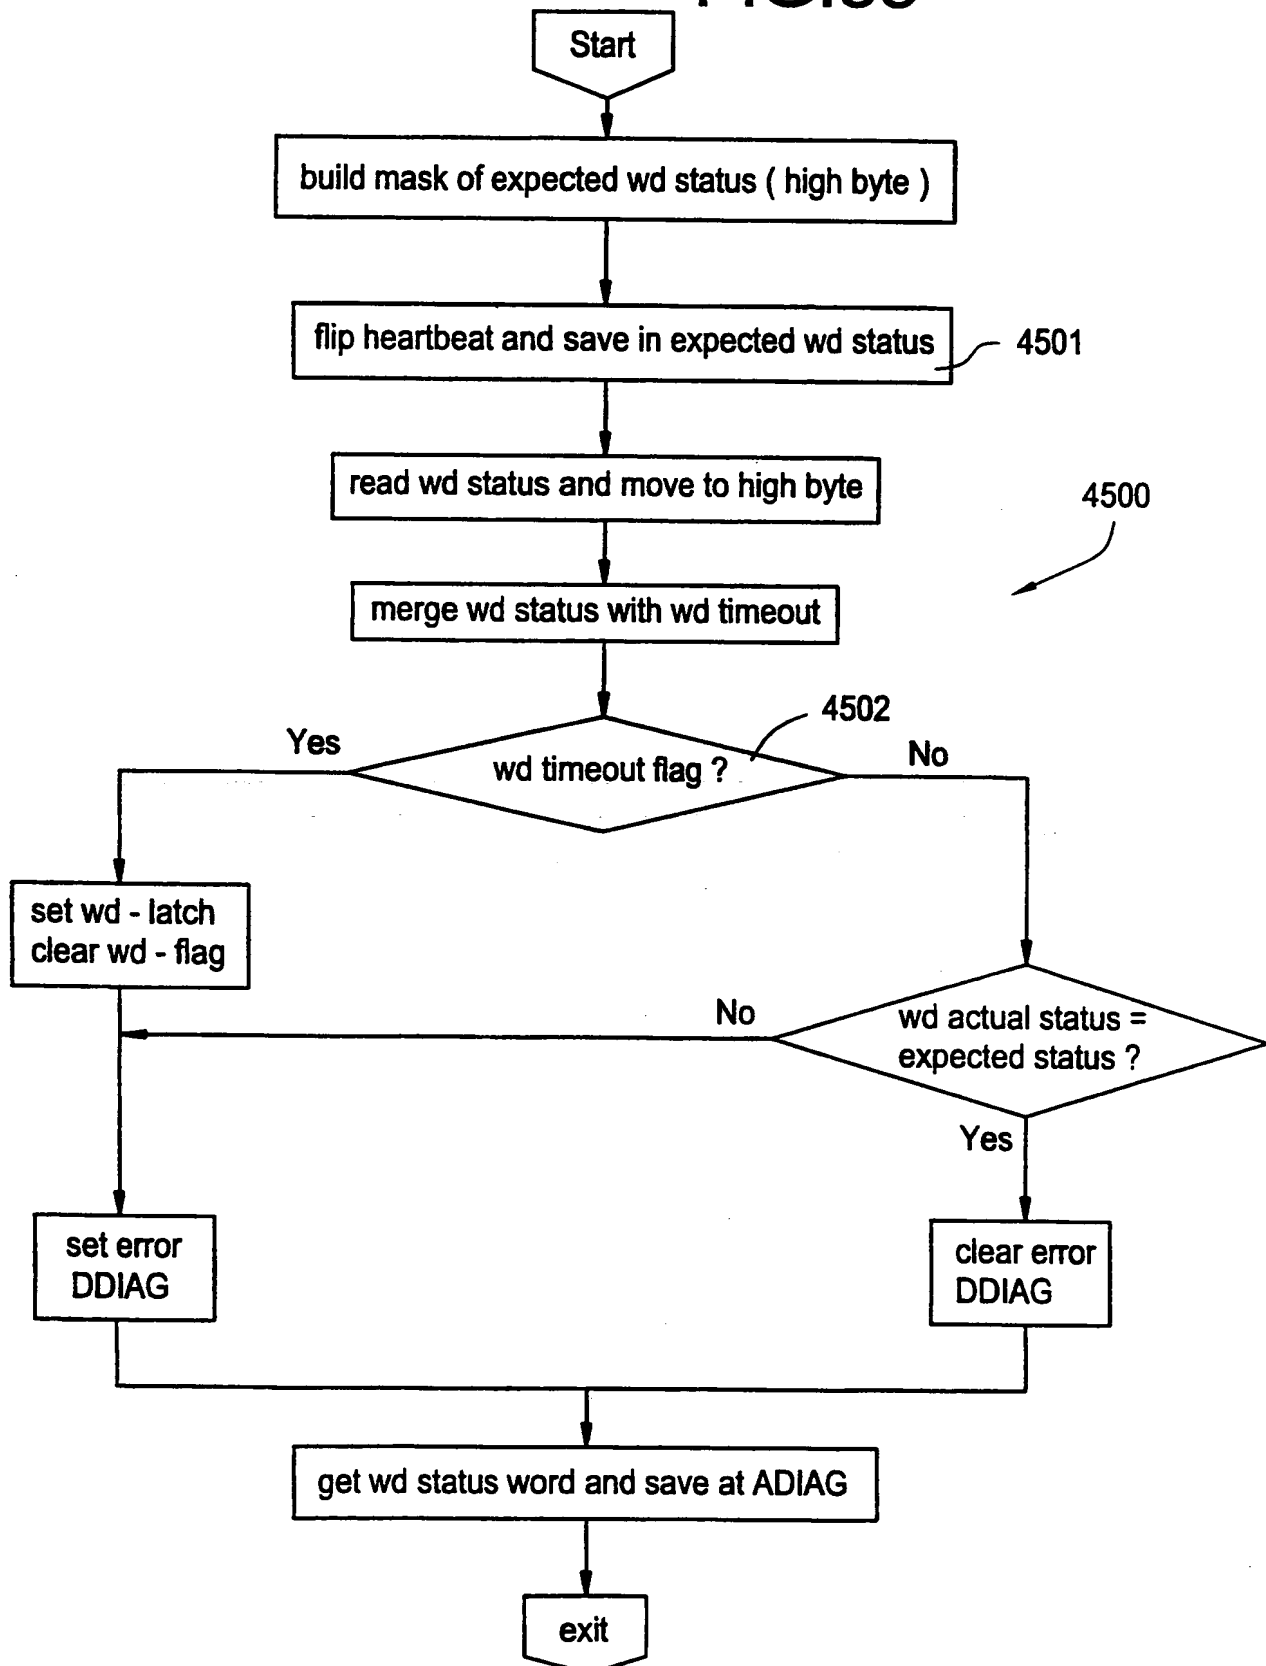 Start
build mask of expected wd status ( high byte )
flip heartbeat and save in expected wd status
4501
read wd status and move to high byte
4500
merge wd status with wd timeout
4502
Yes
wd timeout flag ?
No
set wd - latch
clear wd - flag
No
wd actual status =
expected status ?
Yes
set error
DDIAG
clear error
DDIAG
get wd status word and save at ADIAG
exit